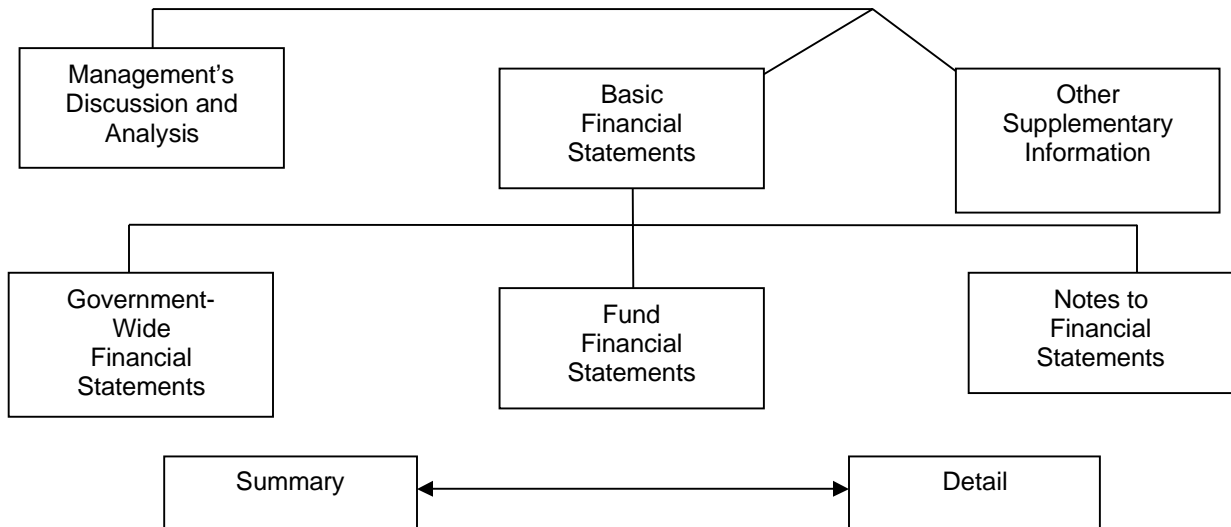 Management’s
Discussion and
Analysis
Basic
Financial
Statements
Other
Supplementary
Information
Government-
Wide
Financial
Statements
Fund
Financial
Statements
Notes to
Financial
Statements
Summary
Detail